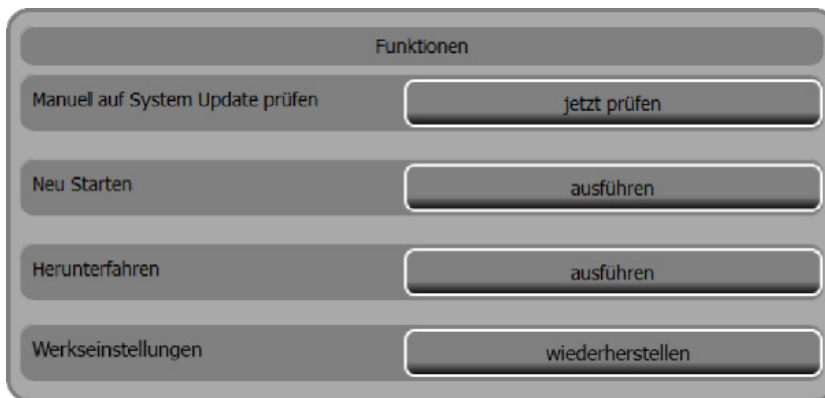 Funktionen
Manuell auf System Update prüfen jetzt prüfen
Neu Starten ausführen
Herunterfahren ausführen
Werkseinstellungen wiederherstellen